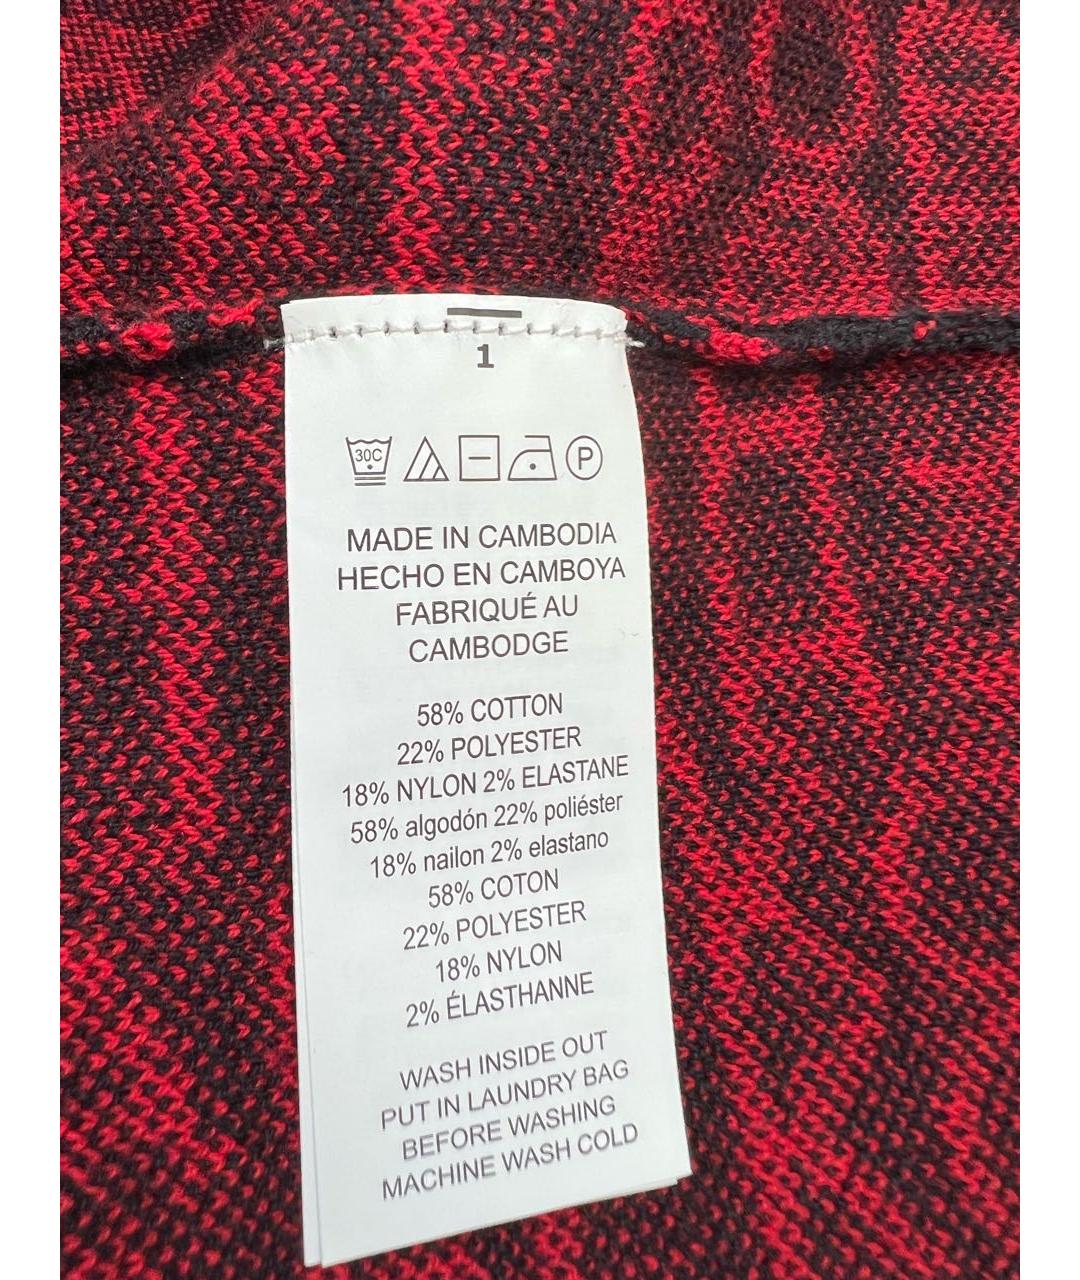 1
30C
P
MADE IN CAMBODIA
HECHO EN CAMBOYA
FABRIQUÉ AU
CAMBODGE
58% COTTON
22% POLYESTER
18% NYLON 2% ELASTANE
58% algodón 22% poliéster
18% nailon 2% elastano
58% COTON
22% POLYESTER
18% NYLON
2% ÉLASTHANNE
WASH INSIDE OUT
PUT IN LAUNDRY BAG
BEFORE WASHING
MACHINE WASH COLD